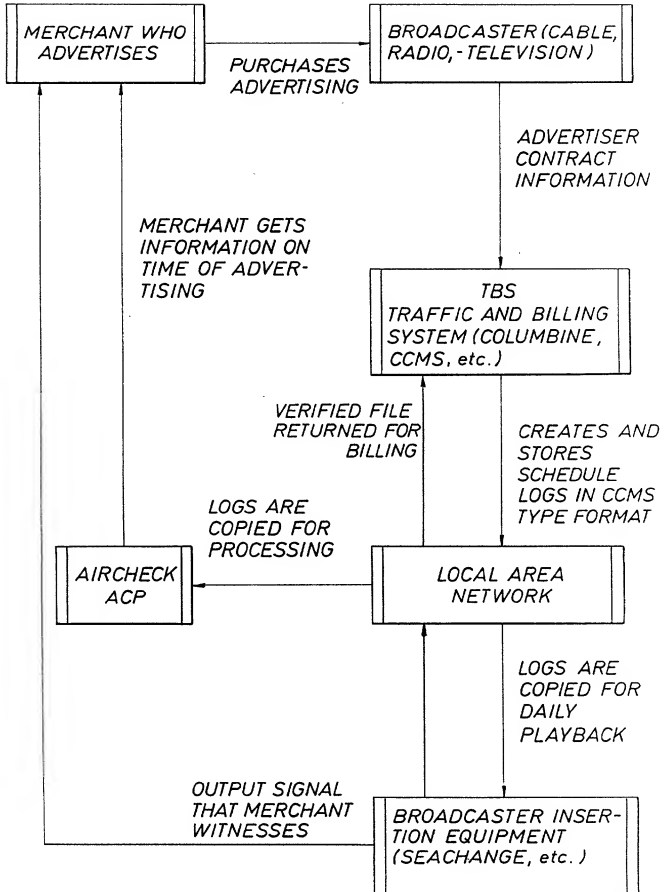 MERCHANT WHO
ADVERTISES
PURCHASES
ADVERTISING
BROADCASTER (CABLE,
RADIO,-TELEVISION)
ADVERTISER
CONTRACT
INFORMATION
MERCHANT GETS
INFORMATION ON
TIME OF ADVER-
TISING
TBS
TRAFFIC AND BILLING
SYSTEM (COLUMBINE,
CCMS, etc.)
VERIFIED FILE
RETURNED FOR
BILLING
CREATES AND
STORES
SCHEDULE
LOGS IN CCMS
TYPE FORMAT
LOGS ARE
COPIED FOR
PROCESSING
AIRCHECK
ACP
LOCAL AREA
NETWORK
LOGS ARE
COPIED FOR
DAILY
PLAYBACK
OUTPUT SIGNAL
THAT MERCHANT
WITNESSES
BROADCASTER INSER-
TION EQUIPMENT
(SEACHANGE, etc.)